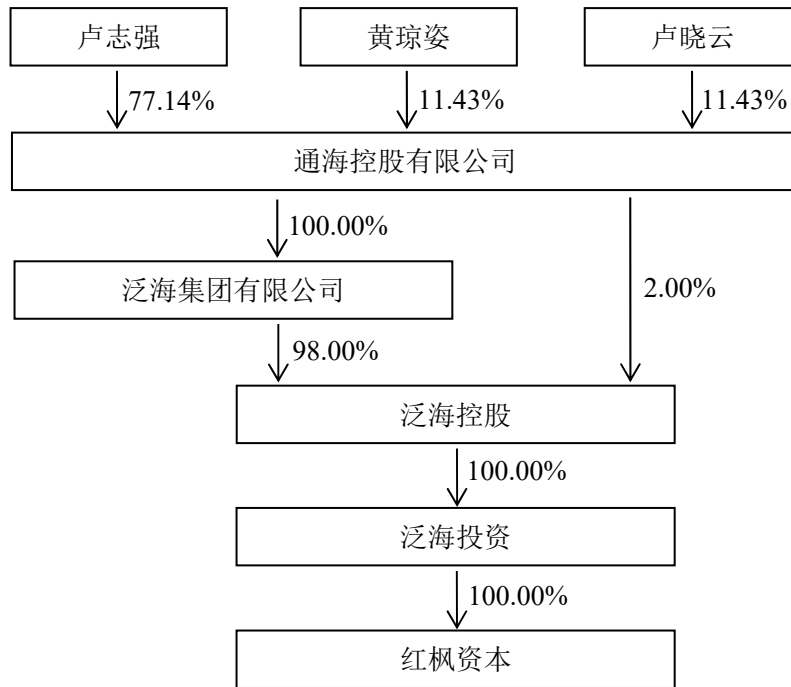 卢志强
黄琼姿
卢晓云
77.14%
11.43%
11.43%
通海控股有限公司
100.00%
泛海集团有限公司
2.00%
98.00%
泛海控股
100.00%
泛海投资
100.00%
红枫资本